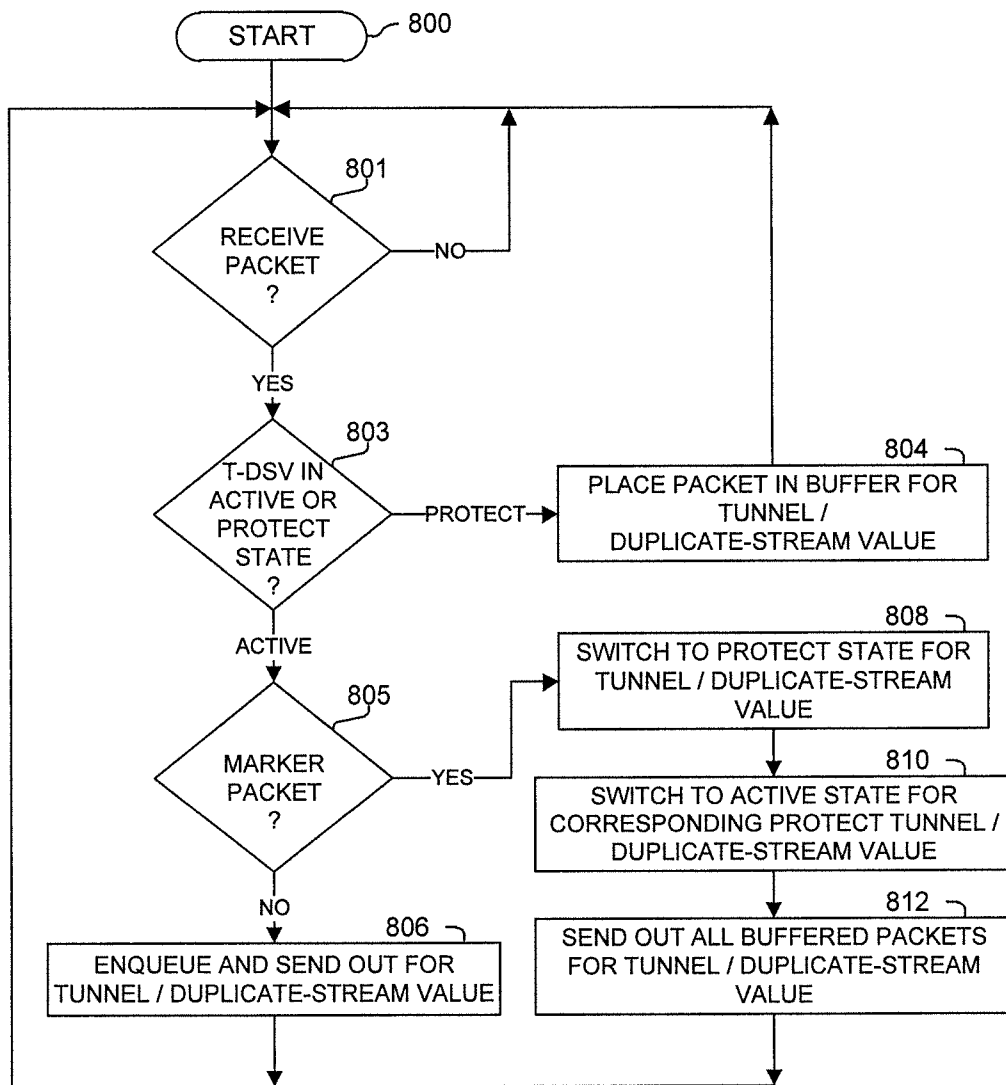 START
800
801
RECEIVE
PACKET
?
NO
YES
803
T-DSV IN
ACTIVE OR
PROTECT
STATE
?
PROTECT
804
PLACE PACKET IN BUFFER FOR
TUNNEL /
DUPLICATE-STREAM VALUE
ACTIVE
805
MARKER
PACKET
?
YES
808
SWITCH TO PROTECT STATE FOR
TUNNEL / DUPLICATE-STREAM
VALUE
810
SWITCH TO ACTIVE STATE FOR
CORRESPONDING PROTECT TUNNEL /
DUPLICATE-STREAM VALUE
NO
806
ENQUEUE AND SEND OUT FOR
TUNNEL / DUPLICATE-STREAM VALUE
812
SEND OUT ALL BUFFERED PACKETS
FOR TUNNEL / DUPLICATE-STREAM
VALUE